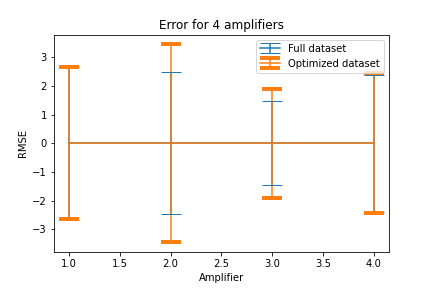 Error for 4 amplifiers
Full dataset
Optimized dataset
RMSE
3
2
1
0
−1
−2
−3
1.0 1.5 2.0 2.5 3.0 3.5 4.0
Amplifier